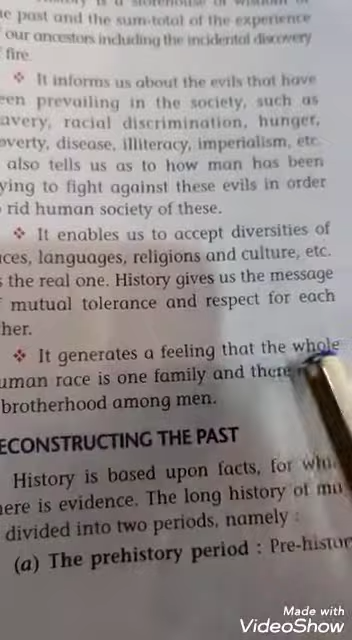 History is a storehouse of wisdom of
e past and the sum-total of the experience
our ancestors including the incidental discovery
fire.
❖ It informs us about the evils that have
een prevailing in the society, such as
avery, racial discrimination, hunger,
overty, disease, illiteracy, imperialism, etc.
also tells us as to how man has been
ying to fight against these evils in order
rid human society of these.
❖ It enables us to accept diversities of
ces, languages, religions and culture, etc.
s the real one. History gives us the message
f mutual tolerance and respect for each
her.
❖ It generates a feeling that the whole
uman race is one family and there
brotherhood among men.
ECONSTRUCTING THE PAST
History is based upon facts, for
ere is evidence. The long history of
divided into two periods, namely :
(a) The prehistory period : Pre-histor
Made with
VideoShow